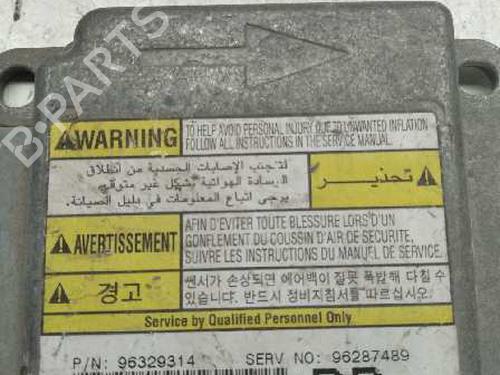 B-PARTS
WARNING
TO HELP AVOID PERSONAL INJURY DUE TO UNWANTED INFLATION
FOLLOW ALL INSTRUCTIONS IN THE SERVICE MANUAL.
لتجنب الإصابات الجسدية من انطلاق
الوسادة الهوائية بشكل غير متوقع
يرجى اتباع المعلومات في دليل الصيانة.
تحذير
AVERTISSEMENT
AFIN D'EVITER TOUTE BLESSURE LORS D'UN
GONFLEMENT DU COUSSIN D'AIR DE SECURITE,
SUIVRE LES INSTRUCTIONS DU MANUEL DE SERVICE.
경고
쎈서가 손상되면 에어백이 잘못 폭발해 다칠 수
있습니다. 반드시 정비지침서를 따르십시오.
Service by Qualified Personnel Only
P/N: 96329314 SERV NO: 96287489